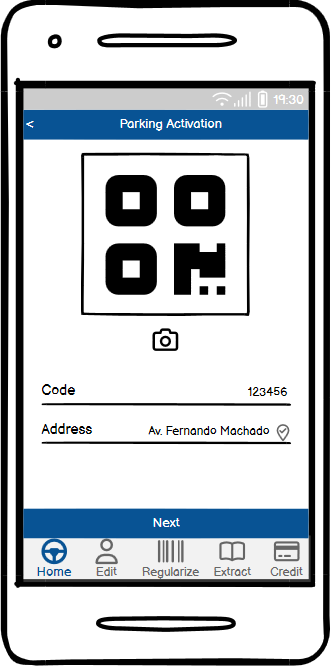 19:30
< Parking Activation
Code 123456
Address Av. Fernando Machado
Next
Home Edit Regularize Extract Credit